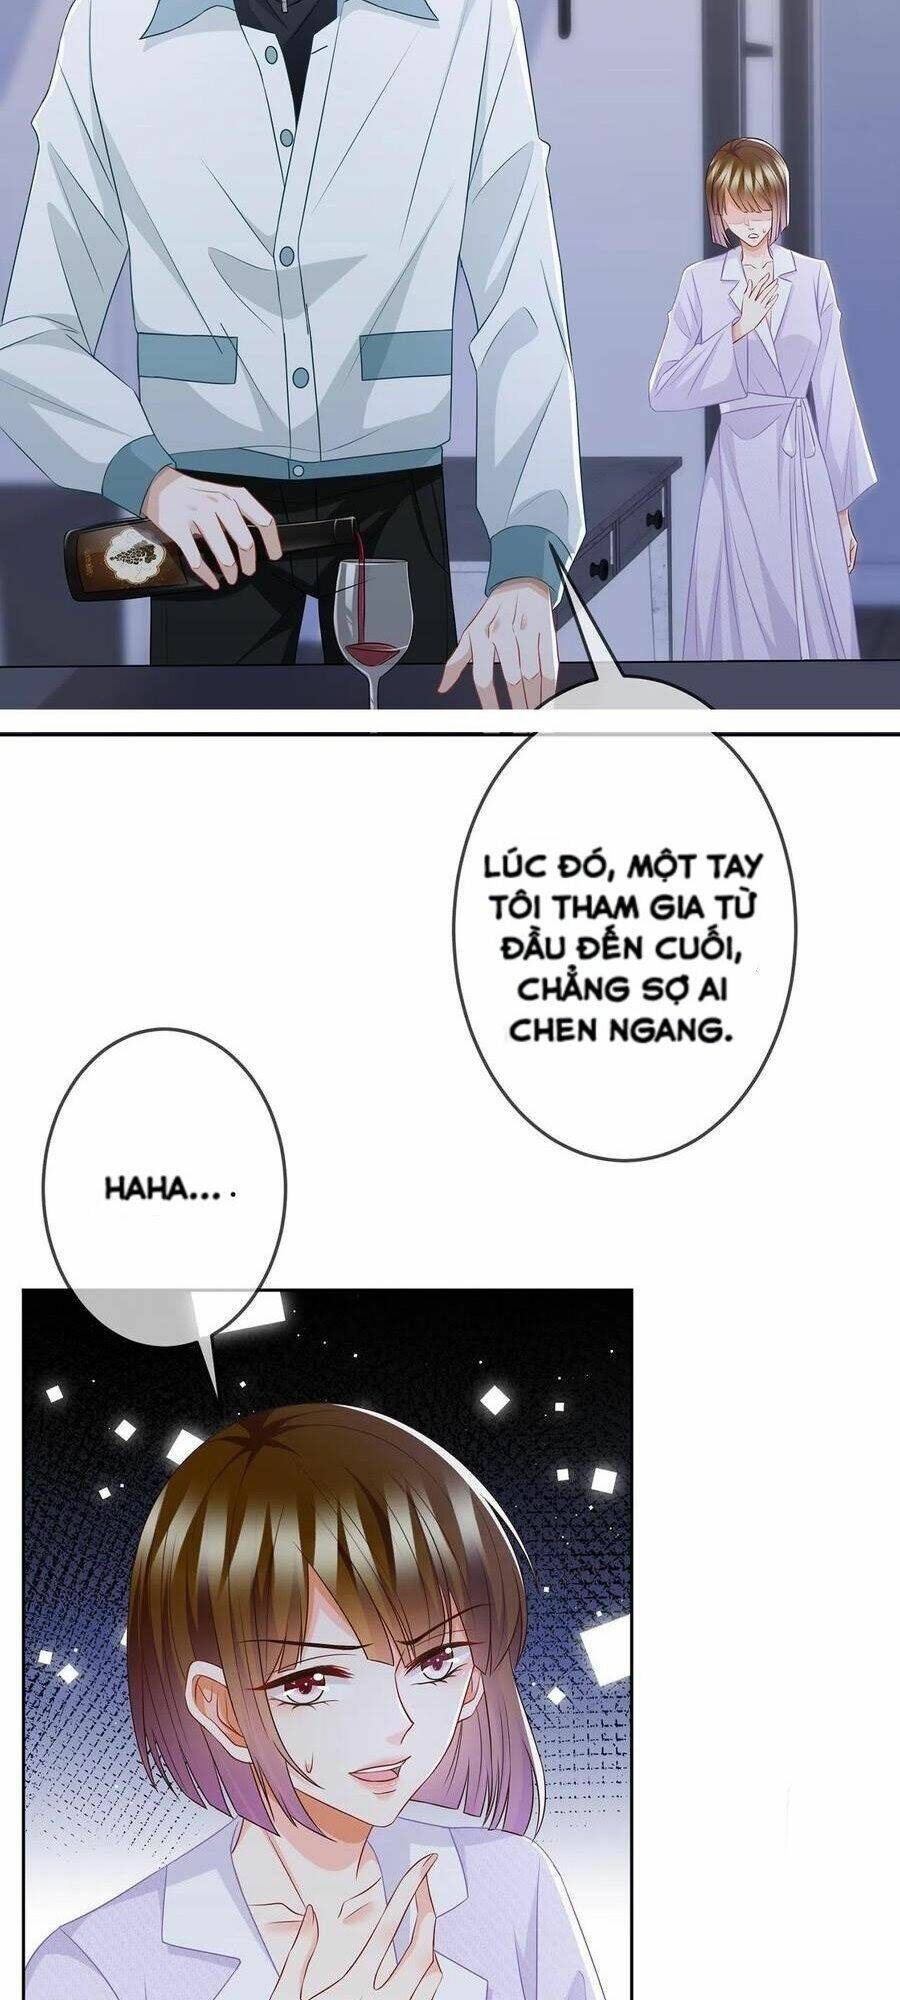 LÚC ĐÓ, MỘT TAY
TÔI THAM GIA TỪ
ĐẦU ĐẾN CUỐI,
CHẲNG SỢ AI
CHEN NGANG.
HAHA....